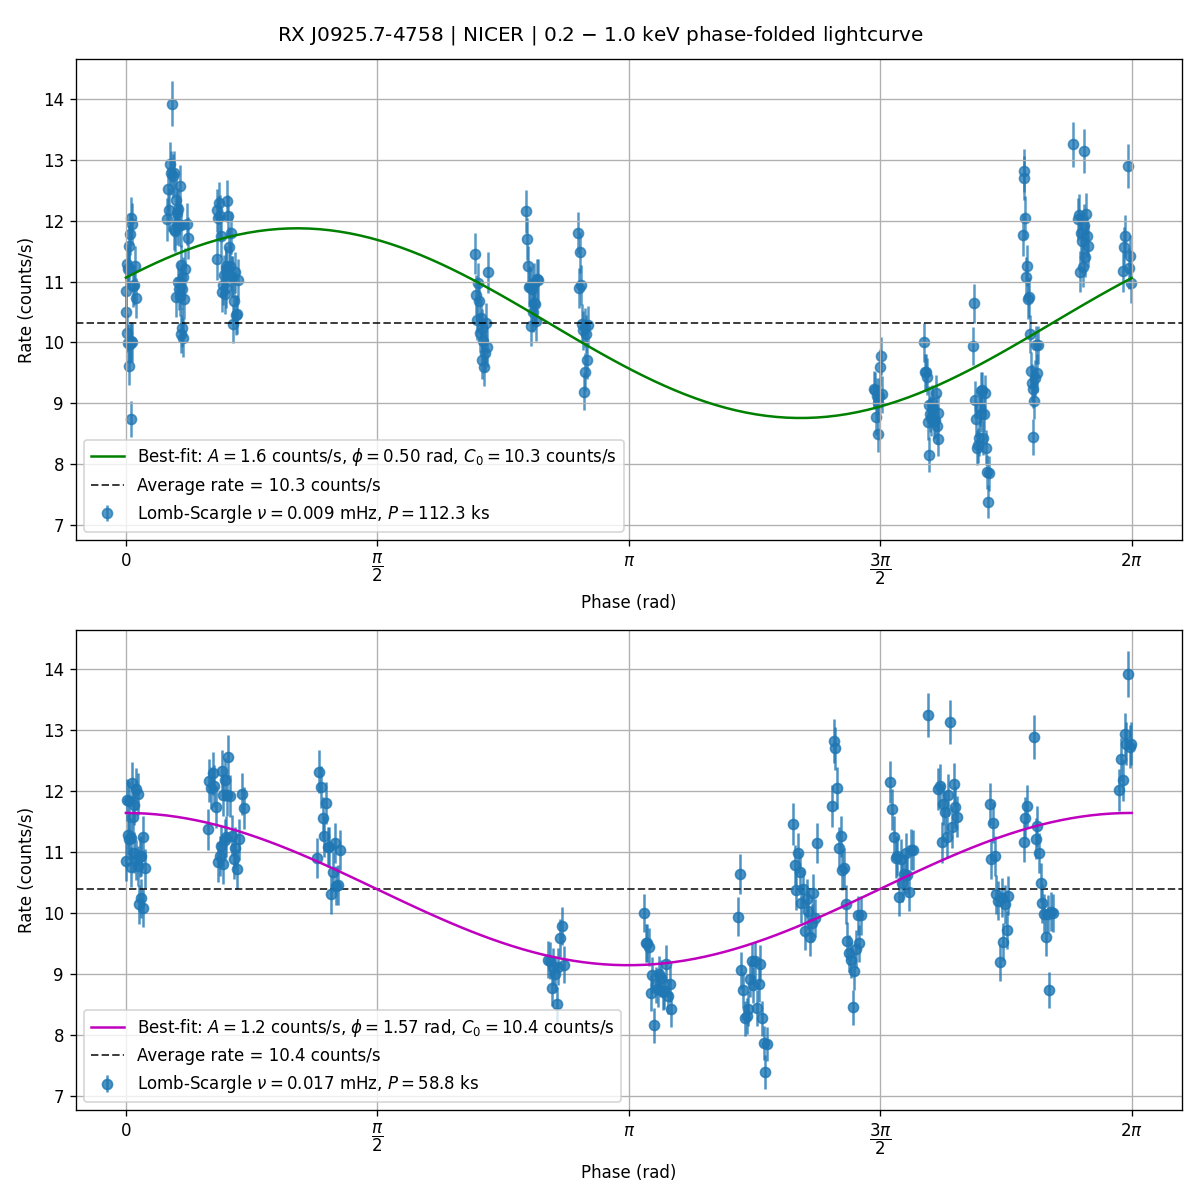 RX J0925.7-4758 | NICER | 0.2 − 1.0 keV phase-folded lightcurve
14
13
12
11
10
9
8
7
Rate (counts/s)
Best-fit: A = 1.6 counts/s, ϕ = 0.50 rad, C₀ = 10.3 counts/s
Average rate = 10.3 counts/s
Lomb-Scargle ν = 0.009 mHz, P = 112.3 ks
0 π/2 π 3π/2 2π
Phase (rad)
14
13
12
11
10
9
8
7
Rate (counts/s)
Best-fit: A = 1.2 counts/s, ϕ = 1.57 rad, C₀ = 10.4 counts/s
Average rate = 10.4 counts/s
Lomb-Scargle ν = 0.017 mHz, P = 58.8 ks
0 π/2 π 3π/2 2π
Phase (rad)